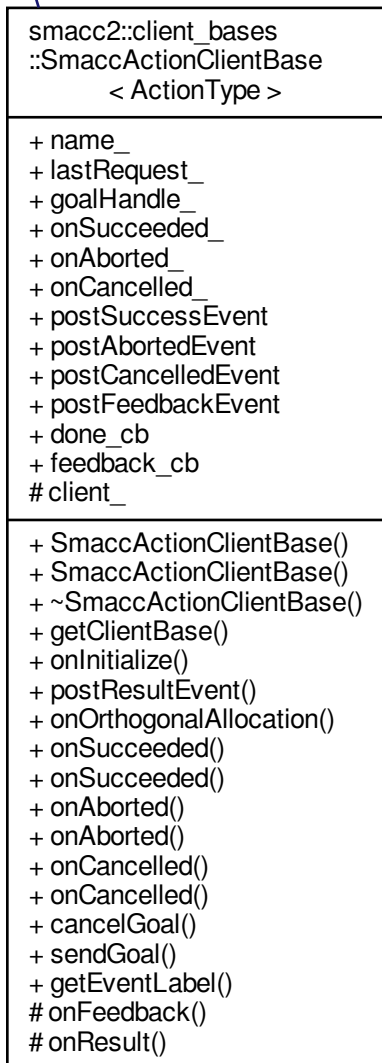 smacc2::client_bases
::SmaccActionClientBase
< ActionType >
+ name_
+ lastRequest_
+ goalHandle_
+ onSucceeded_
+ onAborted_
+ onCancelled_
+ postSuccessEvent
+ postAbortedEvent
+ postCancelledEvent
+ postFeedbackEvent
+ done_cb
+ feedback_cb
# client_
+ SmaccActionClientBase()
+ SmaccActionClientBase()
+ ~SmaccActionClientBase()
+ getClientBase()
+ onInitialize()
+ postResultEvent()
+ onOrthogonalAllocation()
+ onSucceeded()
+ onSucceeded()
+ onAborted()
+ onAborted()
+ onCancelled()
+ onCancelled()
+ cancelGoal()
+ sendGoal()
+ getEventLabel()
# onFeedback()
# onResult()